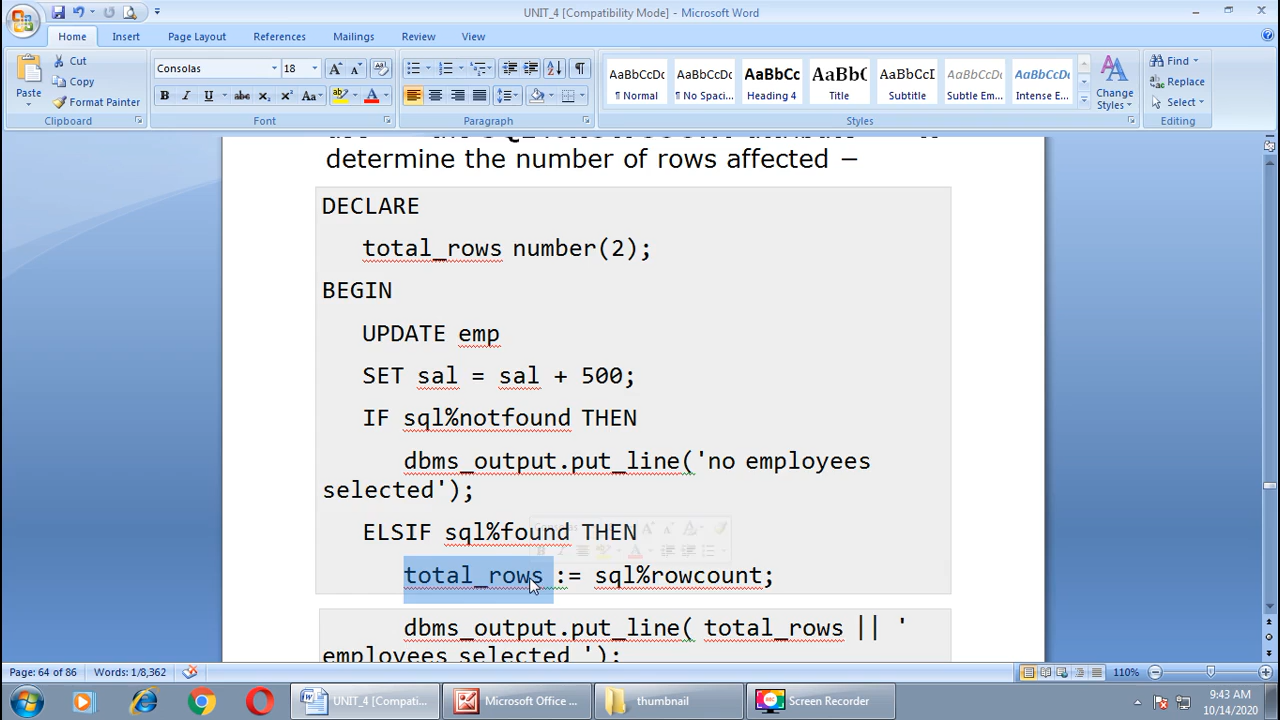 UNIT_4 [Compatibility Mode] - Microsoft Word
Home Insert Page Layout References Mailings Review View
Paste
Cut
Copy
Format Painter
Clipboard
Consolas 18
B I U abc x₂ x² Aa
Font
Paragraph
AaBbCcDc AaBbCcDc AaBbCc AaBb( AaBbCcI AaBbCcDc AaBbCcDc
¶ Normal ¶ No Spaci... Heading 4 Title Subtitle Subtle Em... Intense E...
Change Styles
Styles
Find
Replace
Select
Editing
determine the number of rows affected −
DECLARE
total_rows number(2);
BEGIN
UPDATE emp
SET sal = sal + 500;
IF sql%notfound THEN
dbms_output.put_line('no employees
selected');
ELSIF sql%found THEN
total_rows := sql%rowcount;
dbms_output.put_line( total_rows || '
employees selected ');
Page: 64 of 86 Words: 1/8,362 110%
UNIT_4 [Compati... Microsoft Office ... thumbnail Screen Recorder
9:43 AM
10/14/2020